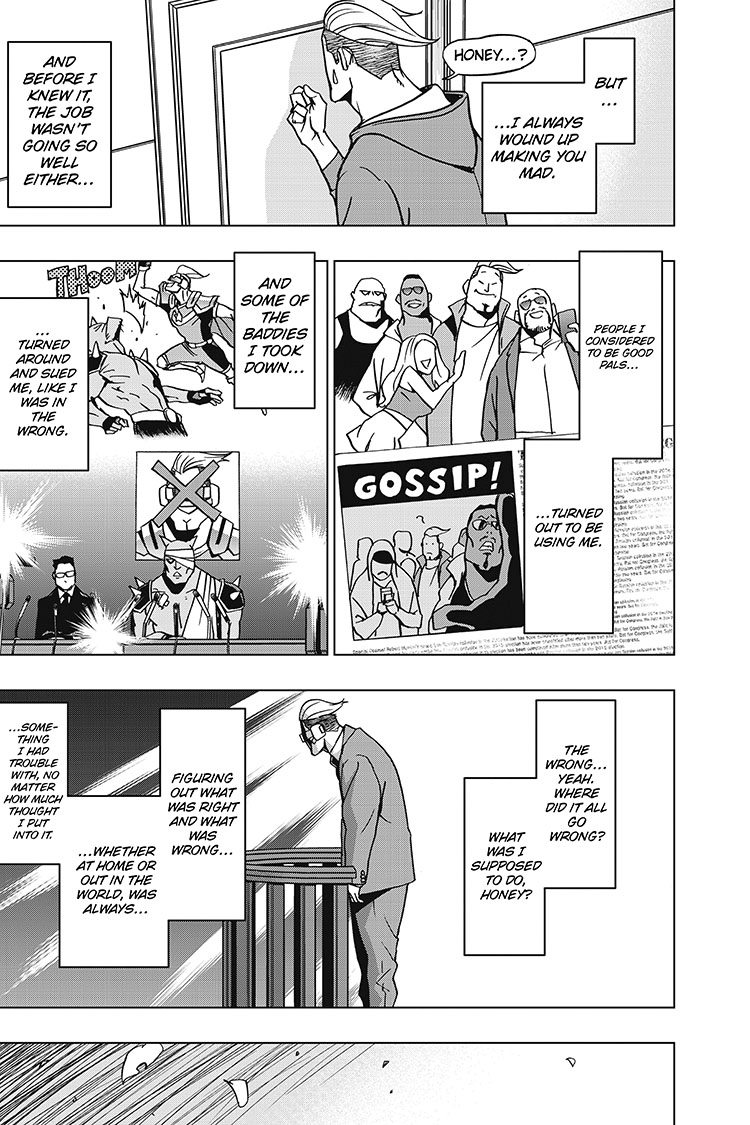 BUT
...
...I ALWAYS
WOUND UP
MAKING YOU
MAD.
HONEY...?
AND
BEFORE I
KNEW IT,
THE JOB
WASN'T
GOING SO
WELL
EITHER...
PEOPLE I
CONSIDERED
TO BE GOOD
PALS...
...TURNED
OUT TO BE
USING ME.
GOSSIP!
AND
SOME OF
THE
BADDIES
I TOOK
DOWN...
THOOM
...
TURNED
AROUND
AND SUED
ME, LIKE I
WAS IN
THE
WRONG.
THE
WRONG...
YEAH.
WHERE
DID IT ALL
GO
WRONG?
WHAT
WAS I
SUPPOSED
TO DO,
HONEY?
FIGURING
OUT WHAT
WAS RIGHT
AND WHAT
WAS
WRONG...
...WHETHER
AT HOME OR
OUT IN THE
WORLD, WAS
ALWAYS...
...SOME-
THING
I HAD
TROUBLE
WITH, NO
MATTER
HOW MUCH
THOUGHT
I PUT
INTO IT.